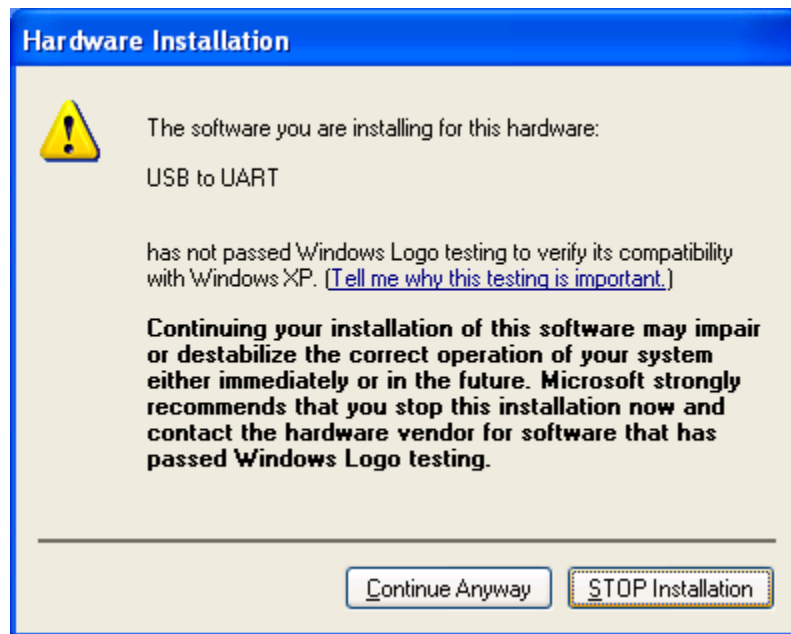 Hardware Installation
The software you are installing for this hardware:
USB to UART
has not passed Windows Logo testing to verify its compatibility
with Windows XP. (Tell me why this testing is important.)
Continuing your installation of this software may impair
or destabilize the correct operation of your system
either immediately or in the future. Microsoft strongly
recommends that you stop this installation now and
contact the hardware vendor for software that has
passed Windows Logo testing.
Continue Anyway
STOP Installation